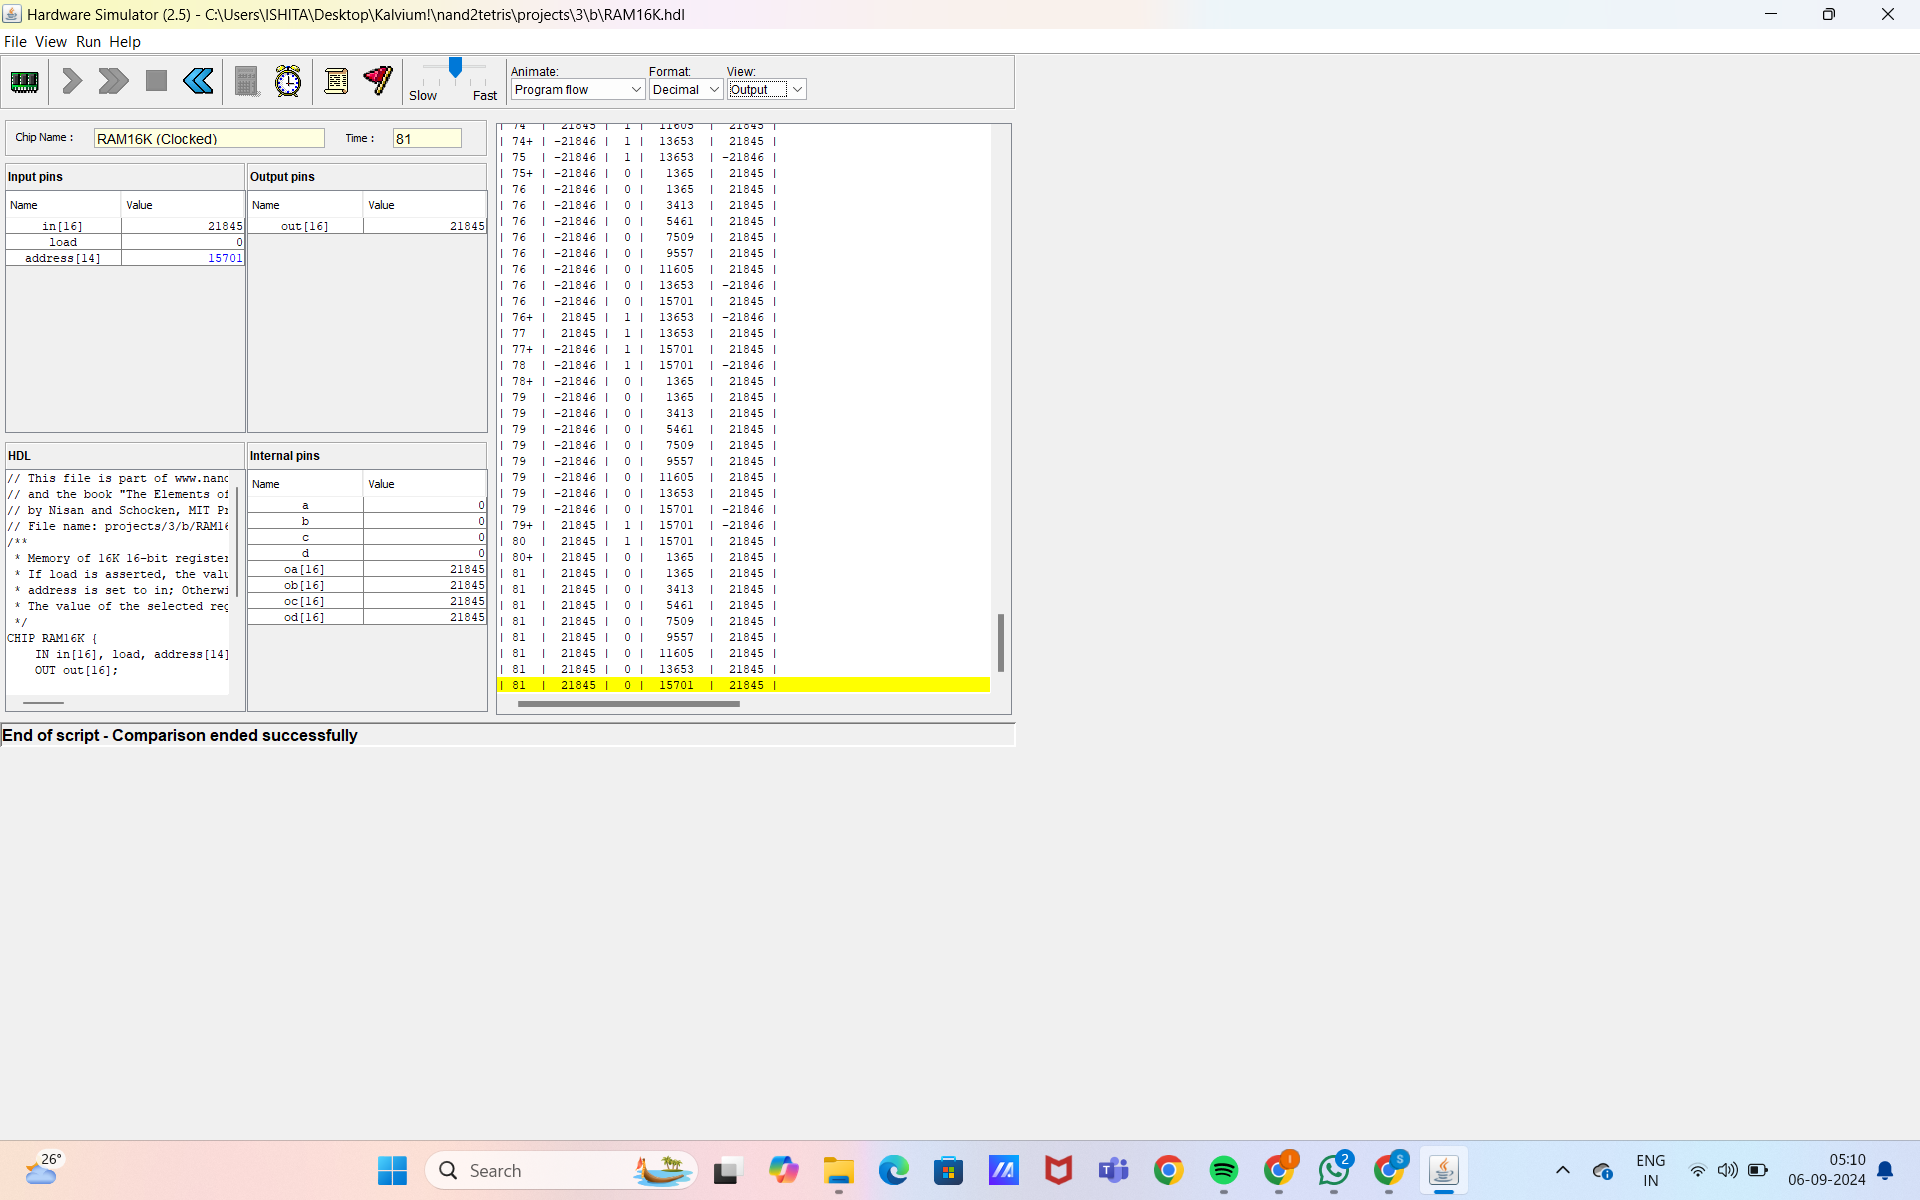 Hardware Simulator (2.5) - C:\Users\ISHITA\Desktop\Kalvium!\nand2tetris\projects\3\b\RAM16K.hdl
File View Run Help
Slow Fast
Animate: Format: View:
Program flow Decimal Output
Chip Name : RAM16K (Clocked) Time : 81
Input pins
Name Value
in[16] 21845
load 0
address[14] 15701
Output pins
Name Value
out[16] 21845
HDL
// This file is part of www.nand
// and the book "The Elements of
// by Nisan and Schocken, MIT Pr
// File name: projects/3/b/RAM16
/**
* Memory of 16K 16-bit register
* If load is asserted, the valu
* address is set to in; Otherwi
* The value of the selected reg
*/
CHIP RAM16K {
IN in[16], load, address[14]
OUT out[16];
Internal pins
Name Value
a 0
b 0
c 0
d 0
oa[16] 21845
ob[16] 21845
oc[16] 21845
od[16] 21845
| 74 | 21845 | 1 | 11605 | 21845 |
| 74+ | -21846 | 1 | 13653 | 21845 |
| 75 | -21846 | 1 | 13653 | -21846 |
| 75+ | -21846 | 0 | 1365 | 21845 |
| 76 | -21846 | 0 | 1365 | 21845 |
| 76 | -21846 | 0 | 3413 | 21845 |
| 76 | -21846 | 0 | 5461 | 21845 |
| 76 | -21846 | 0 | 7509 | 21845 |
| 76 | -21846 | 0 | 9557 | 21845 |
| 76 | -21846 | 0 | 11605 | 21845 |
| 76 | -21846 | 0 | 13653 | -21846 |
| 76 | -21846 | 0 | 15701 | 21845 |
| 76+ | 21845 | 1 | 13653 | -21846 |
| 77 | 21845 | 1 | 13653 | 21845 |
| 77+ | -21846 | 1 | 15701 | 21845 |
| 78 | -21846 | 1 | 15701 | -21846 |
| 78+ | -21846 | 0 | 1365 | 21845 |
| 79 | -21846 | 0 | 1365 | 21845 |
| 79 | -21846 | 0 | 3413 | 21845 |
| 79 | -21846 | 0 | 5461 | 21845 |
| 79 | -21846 | 0 | 7509 | 21845 |
| 79 | -21846 | 0 | 9557 | 21845 |
| 79 | -21846 | 0 | 11605 | 21845 |
| 79 | -21846 | 0 | 13653 | 21845 |
| 79 | -21846 | 0 | 15701 | -21846 |
| 79+ | 21845 | 1 | 15701 | -21846 |
| 80 | 21845 | 1 | 15701 | 21845 |
| 80+ | 21845 | 0 | 1365 | 21845 |
| 81 | 21845 | 0 | 1365 | 21845 |
| 81 | 21845 | 0 | 3413 | 21845 |
| 81 | 21845 | 0 | 5461 | 21845 |
| 81 | 21845 | 0 | 7509 | 21845 |
| 81 | 21845 | 0 | 9557 | 21845 |
| 81 | 21845 | 0 | 11605 | 21845 |
| 81 | 21845 | 0 | 13653 | 21845 |
| 81 | 21845 | 0 | 15701 | 21845 |
End of script - Comparison ended successfully
26°
Search
I
2
S
ENG
IN
05:10
06-09-2024